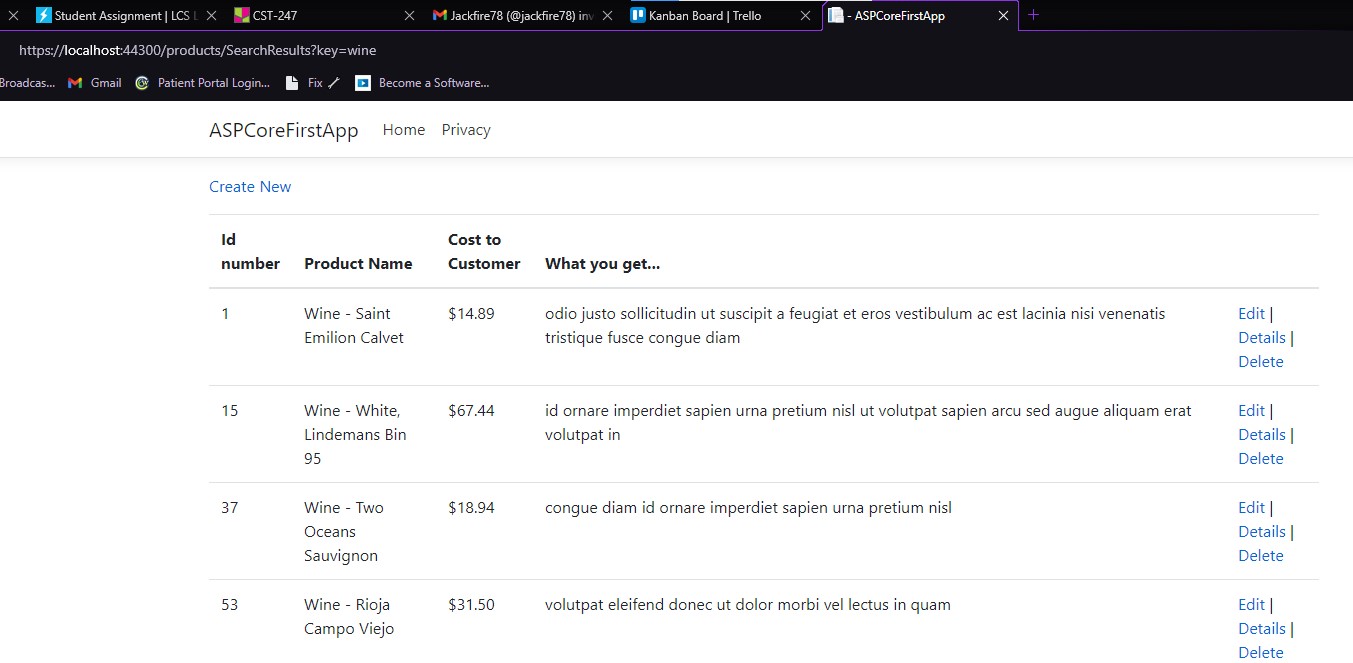 Student Assignment | LCS
CST-247
Jackfire78 (@jackfire78) inv
Kanban Board | Trello
- ASPCoreFirstApp
https://localhost:44300/products/SearchResults?key=wine
Broadcas...
Gmail
Patient Portal Login...
Fix
Become a Software...
ASPCoreFirstApp
Home
Privacy
Create New
Id
number
Product Name
Cost to
Customer
What you get...
1
Wine - Saint
Emilion Calvet
$14.89
odio justo sollicitudin ut suscipit a feugiat et eros vestibulum ac est lacinia nisi venenatis
tristique fusce congue diam
Edit |
Details |
Delete
15
Wine - White,
Lindemans Bin
95
$67.44
id ornare imperdiet sapien urna pretium nisl ut volutpat sapien arcu sed augue aliquam erat
volutpat in
Edit |
Details |
Delete
37
Wine - Two
Oceans
Sauvignon
$18.94
congue diam id ornare imperdiet sapien urna pretium nisl
Edit |
Details |
Delete
53
Wine - Rioja
Campo Viejo
$31.50
volutpat eleifend donec ut dolor morbi vel lectus in quam
Edit |
Details |
Delete